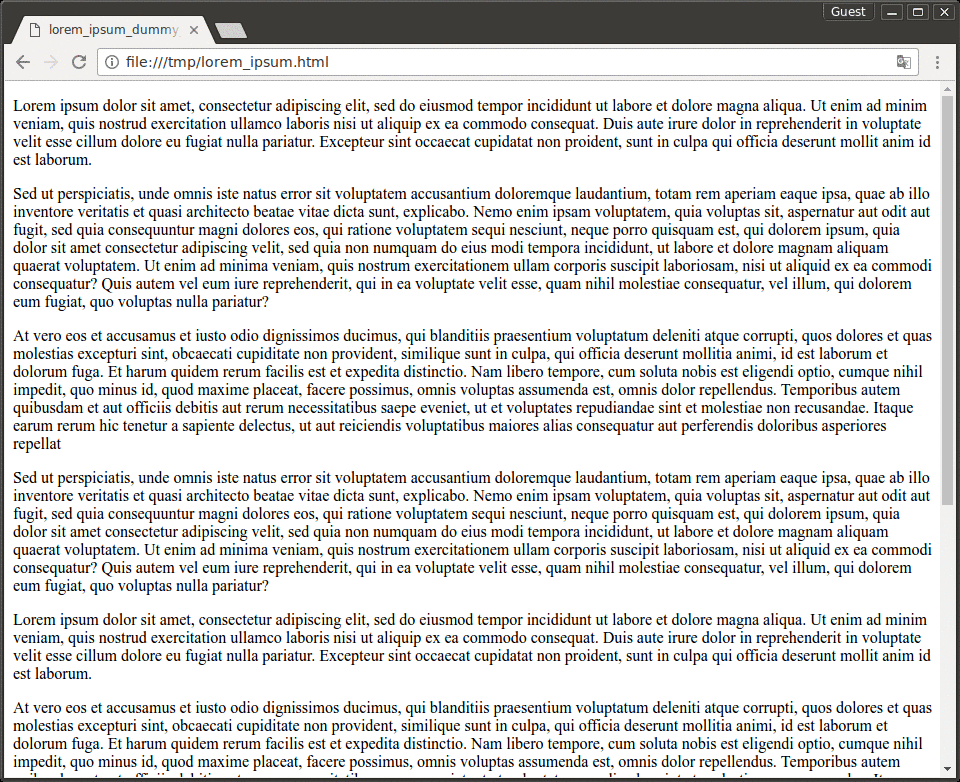 Guest
lorem_ipsum_dummy
file:///tmp/lorem_ipsum.html
Lorem ipsum dolor sit amet, consectetur adipiscing elit, sed do eiusmod tempor incididunt ut labore et dolore magna aliqua. Ut enim ad minim
veniam, quis nostrud exercitation ullamco laboris nisi ut aliquip ex ea commodo consequat. Duis aute irure dolor in reprehenderit in voluptate
velit esse cillum dolore eu fugiat nulla pariatur. Excepteur sint occaecat cupidatat non proident, sunt in culpa qui officia deserunt mollit anim id
est laborum.
Sed ut perspiciatis, unde omnis iste natus error sit voluptatem accusantium doloremque laudantium, totam rem aperiam eaque ipsa, quae ab illo
inventore veritatis et quasi architecto beatae vitae dicta sunt, explicabo. Nemo enim ipsam voluptatem, quia voluptas sit, aspernatur aut odit aut
fugit, sed quia consequuntur magni dolores eos, qui ratione voluptatem sequi nesciunt, neque porro quisquam est, qui dolorem ipsum, quia
dolor sit amet consectetur adipiscing velit, sed quia non numquam do eius modi tempora incididunt, ut labore et dolore magnam aliquam
quaerat voluptatem. Ut enim ad minima veniam, quis nostrum exercitationem ullam corporis suscipit laboriosam, nisi ut aliquid ex ea commodi
consequatur? Quis autem vel eum iure reprehenderit, qui in ea voluptate velit esse, quam nihil molestiae consequatur, vel illum, qui dolorem
eum fugiat, quo voluptas nulla pariatur?
At vero eos et accusamus et iusto odio dignissimos ducimus, qui blanditiis praesentium voluptatum deleniti atque corrupti, quos dolores et quas
molestias excepturi sint, obcaecati cupiditate non provident, similique sunt in culpa, qui officia deserunt mollitia animi, id est laborum et
dolorum fuga. Et harum quidem rerum facilis est et expedita distinctio. Nam libero tempore, cum soluta nobis est eligendi optio, cumque nihil
impedit, quo minus id, quod maxime placeat, facere possimus, omnis voluptas assumenda est, omnis dolor repellendus. Temporibus autem
quibusdam et aut officiis debitis aut rerum necessitatibus saepe eveniet, ut et voluptates repudiandae sint et molestiae non recusandae. Itaque
earum rerum hic tenetur a sapiente delectus, ut aut reiciendis voluptatibus maiores alias consequatur aut perferendis doloribus asperiores
repellat
Sed ut perspiciatis, unde omnis iste natus error sit voluptatem accusantium doloremque laudantium, totam rem aperiam eaque ipsa, quae ab illo
inventore veritatis et quasi architecto beatae vitae dicta sunt, explicabo. Nemo enim ipsam voluptatem, quia voluptas sit, aspernatur aut odit aut
fugit, sed quia consequuntur magni dolores eos, qui ratione voluptatem sequi nesciunt, neque porro quisquam est, qui dolorem ipsum, quia
dolor sit amet consectetur adipiscing velit, sed quia non numquam do eius modi tempora incididunt, ut labore et dolore magnam aliquam
quaerat voluptatem. Ut enim ad minima veniam, quis nostrum exercitationem ullam corporis suscipit laboriosam, nisi ut aliquid ex ea commodi
consequatur? Quis autem vel eum iure reprehenderit, qui in ea voluptate velit esse, quam nihil molestiae consequatur, vel illum, qui dolorem
eum fugiat, quo voluptas nulla pariatur?
Lorem ipsum dolor sit amet, consectetur adipiscing elit, sed do eiusmod tempor incididunt ut labore et dolore magna aliqua. Ut enim ad minim
veniam, quis nostrud exercitation ullamco laboris nisi ut aliquip ex ea commodo consequat. Duis aute irure dolor in reprehenderit in voluptate
velit esse cillum dolore eu fugiat nulla pariatur. Excepteur sint occaecat cupidatat non proident, sunt in culpa qui officia deserunt mollit anim id
est laborum.
At vero eos et accusamus et iusto odio dignissimos ducimus, qui blanditiis praesentium voluptatum deleniti atque corrupti, quos dolores et quas
molestias excepturi sint, obcaecati cupiditate non provident, similique sunt in culpa, qui officia deserunt mollitia animi, id est laborum et
dolorum fuga. Et harum quidem rerum facilis est et expedita distinctio. Nam libero tempore, cum soluta nobis est eligendi optio, cumque nihil
impedit, quo minus id, quod maxime placeat, facere possimus, omnis voluptas assumenda est, omnis dolor repellendus. Temporibus autem